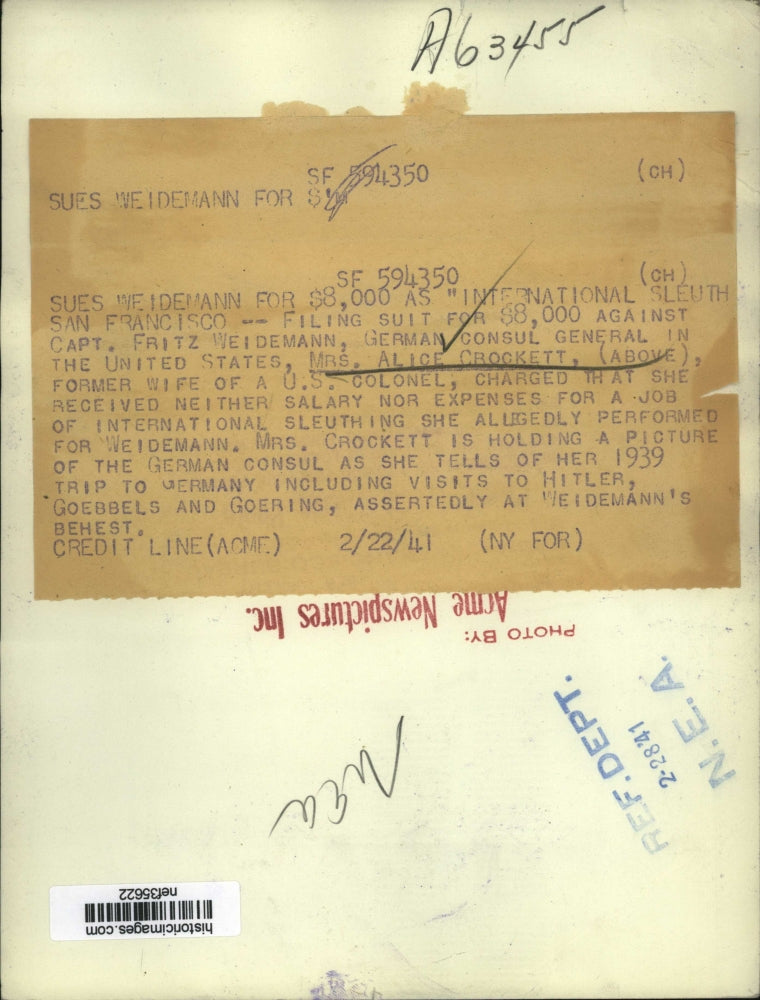 A63455
SF 594350 (CH)
SUES WEIDEMANN FOR $
SF 594350 (CH)
SUES WEIDEMANN FOR $8,000 AS "INTERNATIONAL SLEUTH
SAN FRANCISCO -- FILING SUIT FOR $8,000 AGAINST
CAPT. FRITZ WEIDEMANN, GERMAN CONSUL GENERAL IN
THE UNITED STATES, MRS. ALICE CROCKETT, (ABOVE),
FORMER WIFE OF A U.S. COLONEL, CHARGED THAT SHE
RECEIVED NEITHER SALARY NOR EXPENSES FOR A JOB
OF INTERNATIONAL SLEUTHING SHE ALLEGEDLY PERFORMED
FOR WEIDEMANN. MRS. CROCKETT IS HOLDING A PICTURE
OF THE GERMAN CONSUL AS SHE TELLS OF HER 1939
TRIP TO GERMANY INCLUDING VISITS TO HITLER,
GOEBBELS AND GOERING, ASSERTEDLY AT WEIDEMANN'S
BEHEST.
CREDIT LINE(ACME) 2/22/41 (NY FOR)
PHOTO BY:
Acme Newspictures Inc.
REF. DEPT.
2-28-41
N.E.A.
NEA
historicimages.com
nef35622